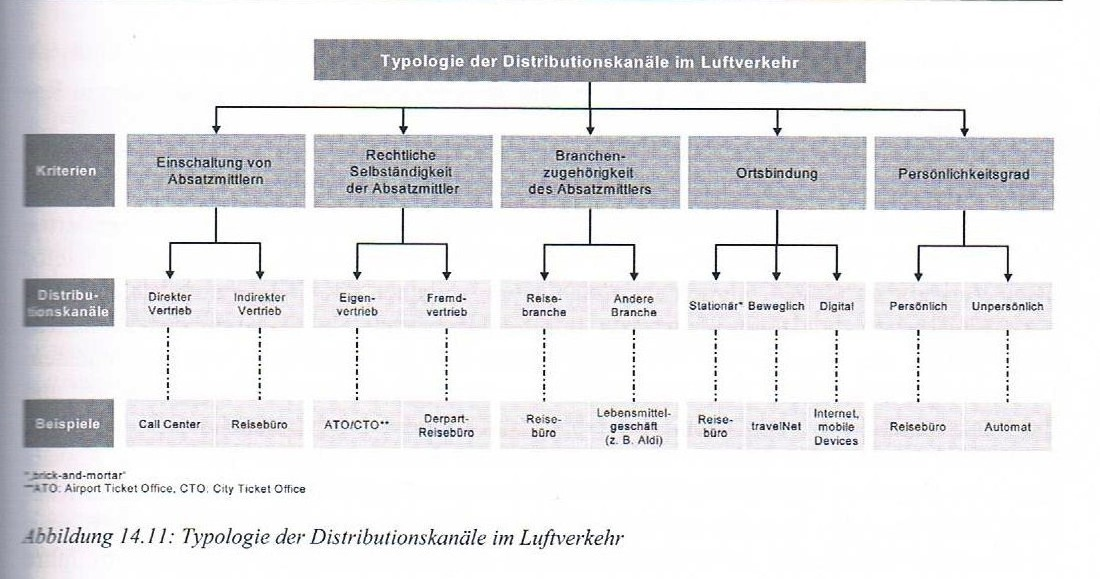 Typologie der Distributionskanäle im Luftverkehr
Kriterien
Einschaltung von
Absatzmittlern
Rechtliche
Selbständigkeit
der Absatzmittler
Branchen-
zugehörigkeit
des Absatzmittlers
Ortsbindung
Persönlichkeitsgrad
Distribu-
tionskanäle
Direkter
Vertrieb
Indirekter
Vertrieb
Eigen-
vertrieb
Fremd-
vertrieb
Reise-
branche
Andere
Branche
Stationär*
Beweglich
Digital
Persönlich
Unpersönlich
Beispiele
Call Center
Reisebüro
ATO/CTO**
Derpart-
Reisebüro
Reise-
büro
Lebensmittel-
geschäft
(z. B. Aldi)
Reise-
büro
travelNet
Internet,
mobile
Devices
Reisebüro
Automat
*„brick-and-mortar“
**ATO: Airport Ticket Office, CTO: City Ticket Office
Abbildung 14.11: Typologie der Distributionskanäle im Luftverkehr